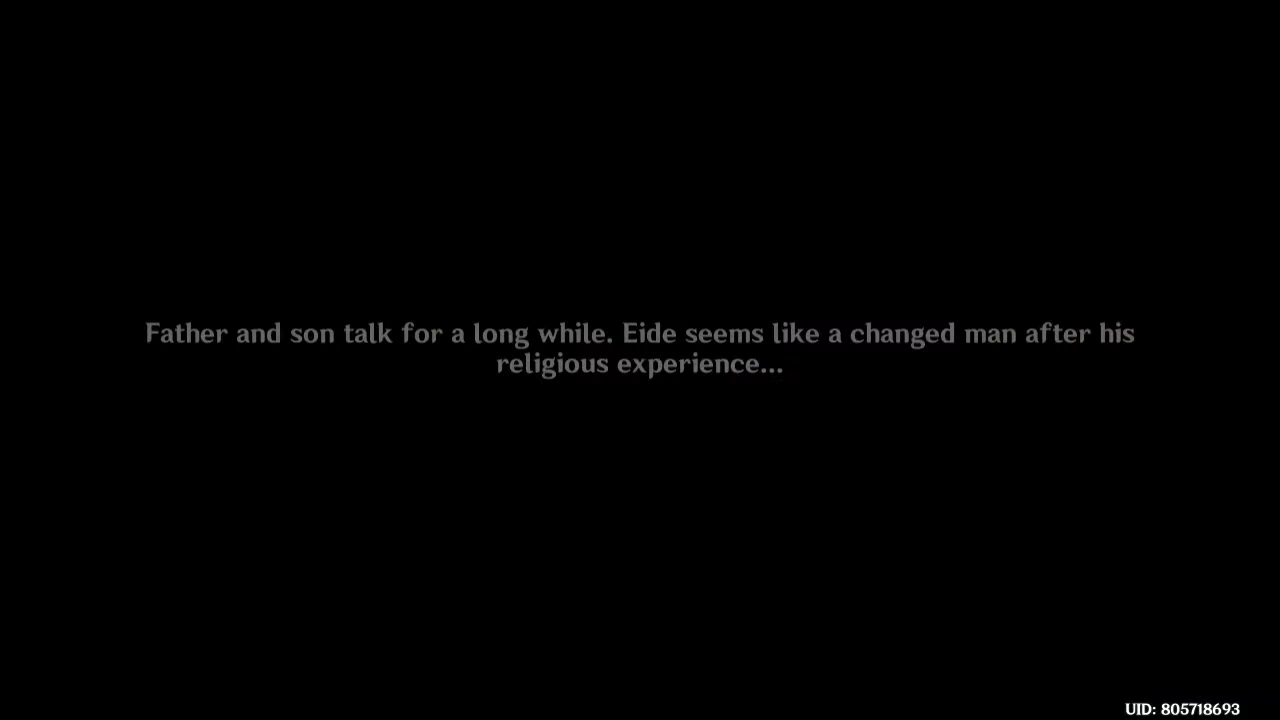 Father and son talk for a long while. Eide seems like a changed man after his
religious experience...
UID: 805718693